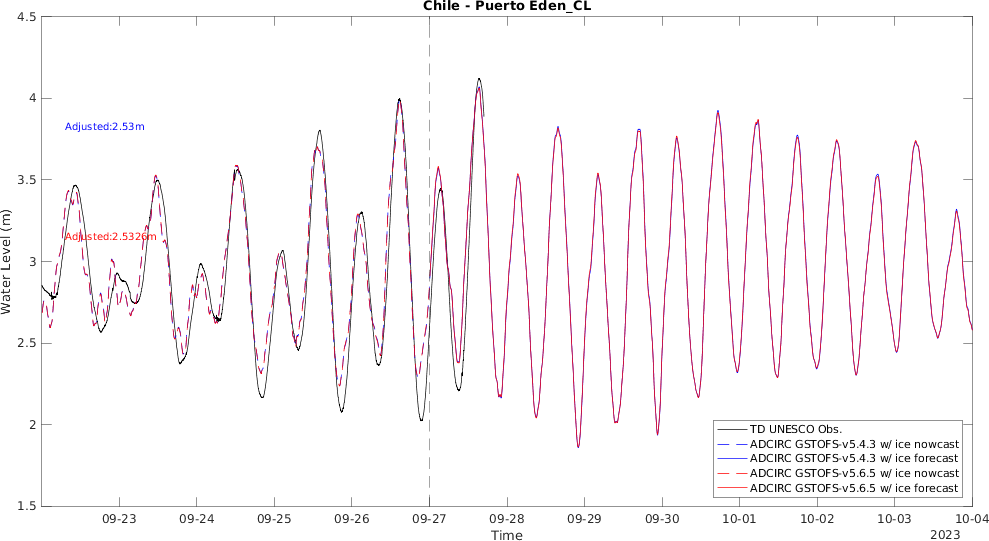 Chile - Puerto Eden_CL
Water Level (m)
4.5
4
3.5
3
2.5
2
1.5
Adjusted:2.53m
Adjusted:2.5326m
TD UNESCO Obs.
ADCIRC GSTOFS-v5.4.3 w/ ice nowcast
ADCIRC GSTOFS-v5.4.3 w/ ice forecast
ADCIRC GSTOFS-v5.6.5 w/ ice nowcast
ADCIRC GSTOFS-v5.6.5 w/ ice forecast
09-23 09-24 09-25 09-26 09-27 09-28 09-29 09-30 10-01 10-02 10-03 10-04
2023
Time